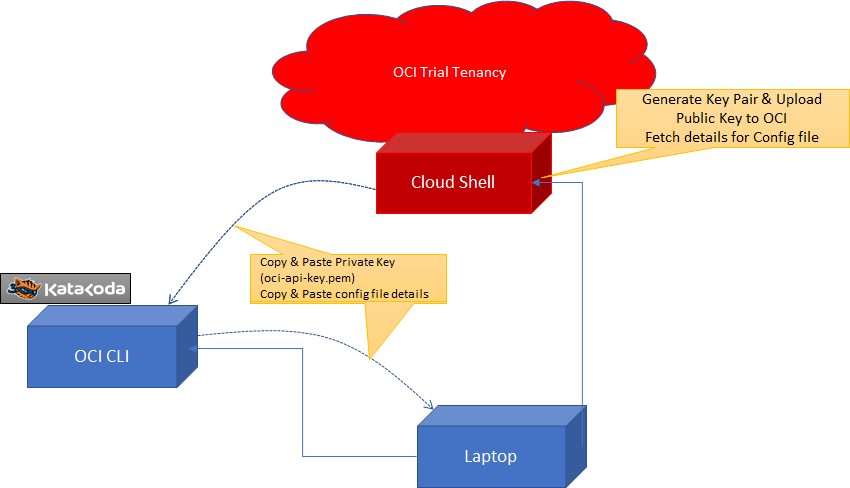 OCI Trial Tenancy
Generate Key Pair & Upload
Public Key to OCI
Fetch details for Config file
Cloud Shell
Copy & Paste Private Key
(oci-api-key.pem)
Copy & Paste config file details
KataKoda
OCI CLI
Laptop